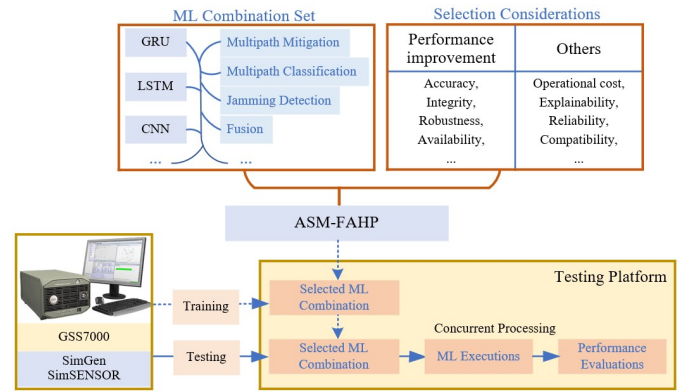 ML Combination Set
GRU
LSTM
CNN
...
Multipath Mitigation
Multipath Classification
Jamming Detection
Fusion
...
Selection Considerations
Performance
improvement
Others
Accuracy,
Integrity,
Robustness,
Availability,
...
Operational cost,
Explainability,
Reliability,
Compatibility,
...
ASM-FAHP
GSS7000
SimGen
SimSENSOR
Training
Testing
Testing Platform
Selected ML
Combination
Concurrent Processing
Selected ML
Combination
ML Executions
Performance
Evaluations